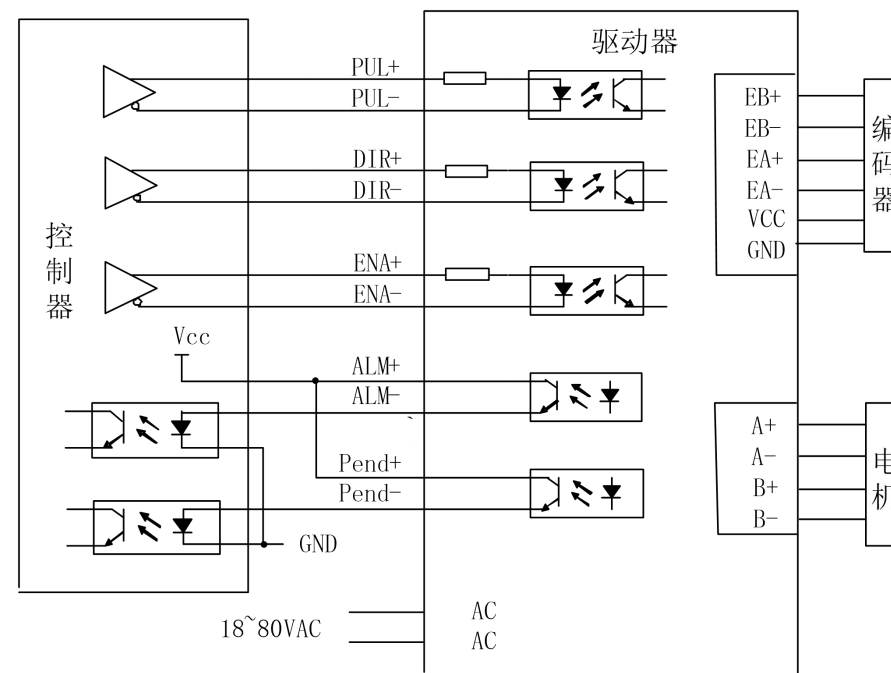 驱动器
PUL+
PUL-
DIR+
DIR-
ENA+
ENA-
控制器
Vcc
ALM+
ALM-
Pend+
Pend-
GND
18~80VAC
AC
AC
EB+
EB-
EA+
EA-
VCC
GND
编码器
A+
A-
B+
B-
电机